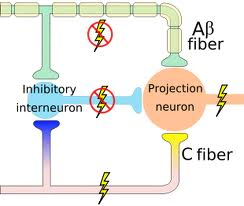 Aβ
fiber
Inhibitory
interneuron
Projection
neuron
C fiber